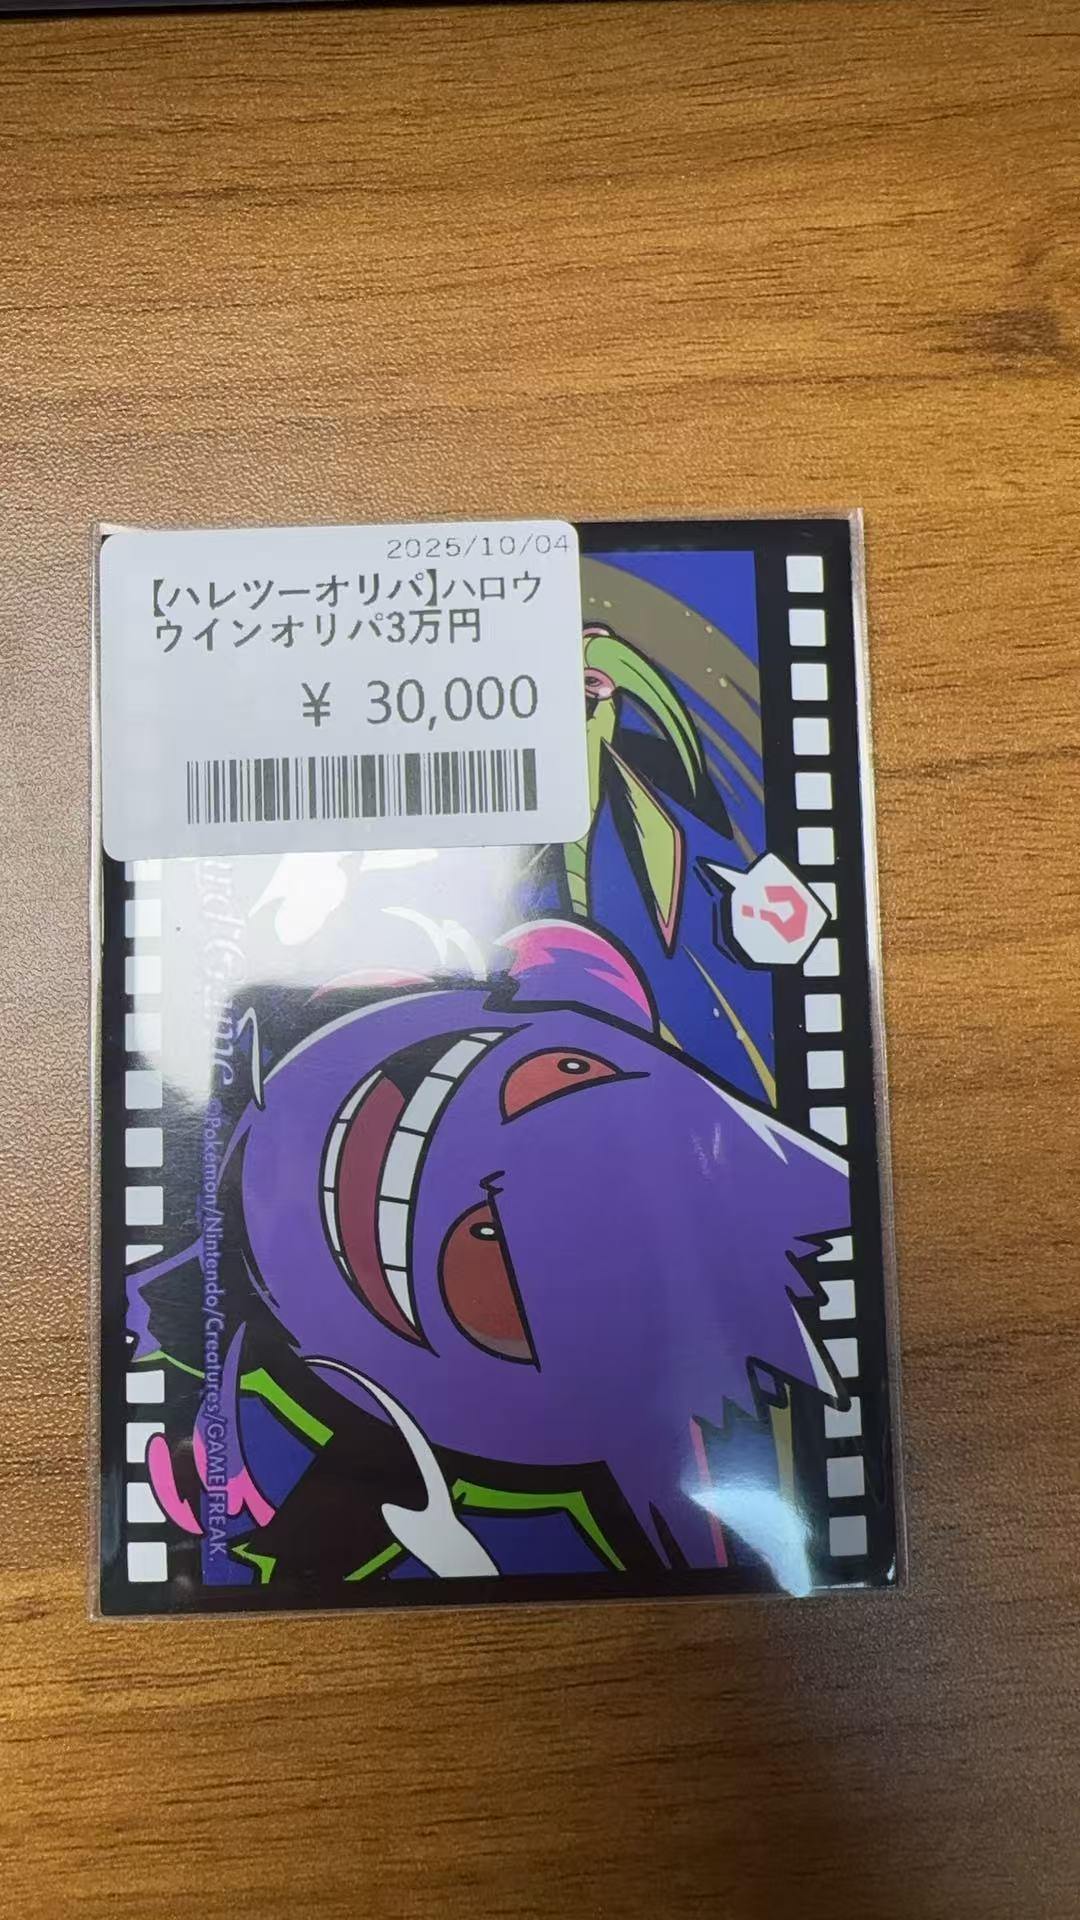 2025/10/04
【ハレツーオリパ】ハロウ
ウインオリパ3万円
¥ 30,000
?
Game
©Pokémon/Nintendo/Creatures/GAME FREAK.